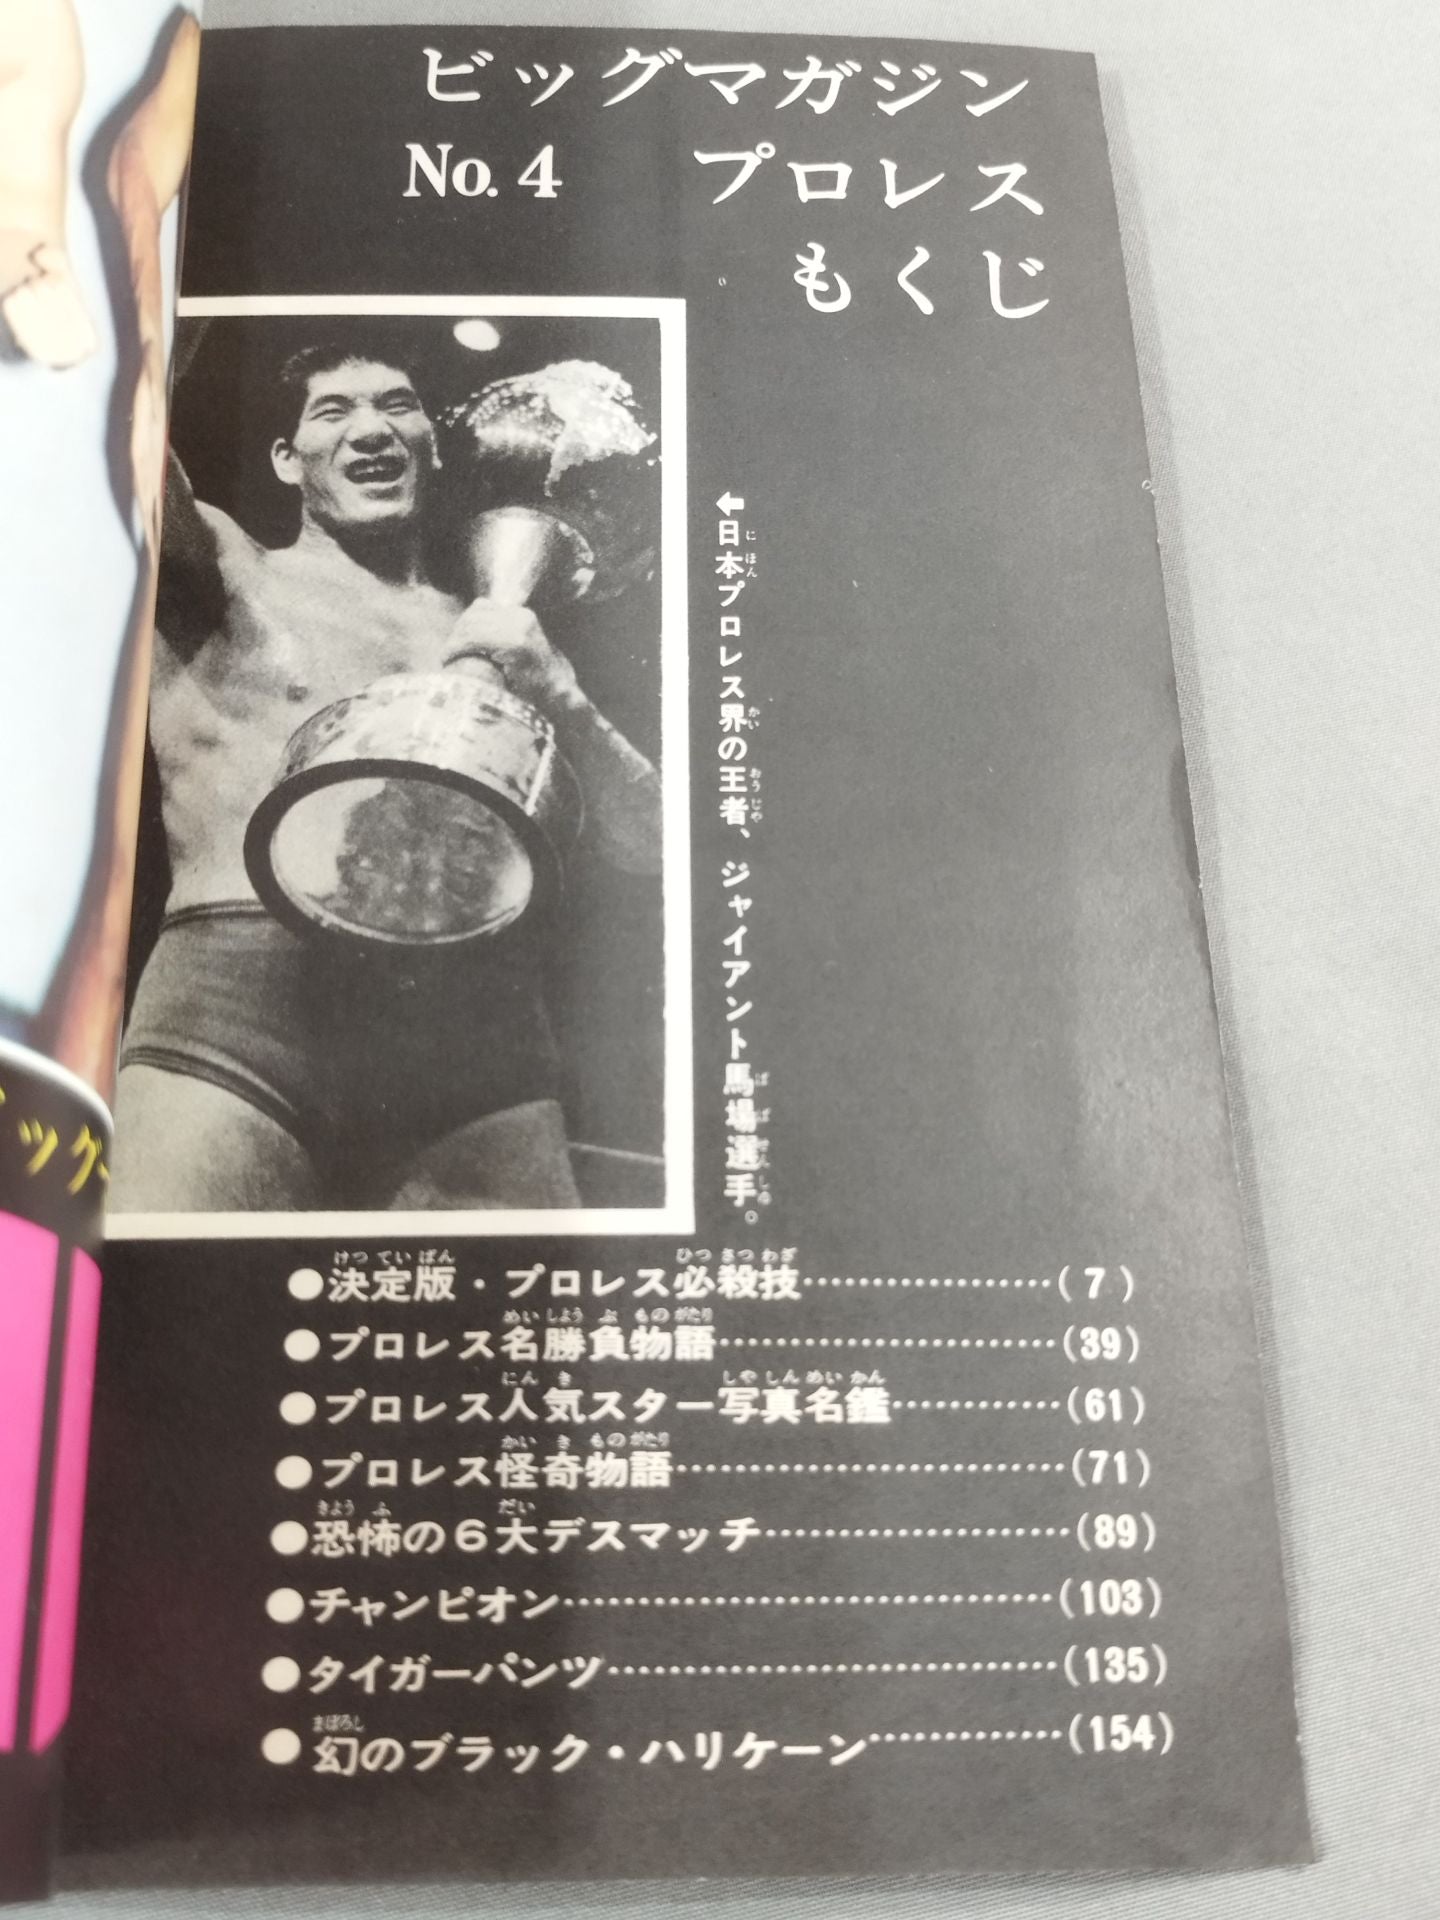 ビッグマガジン
No. 4 プロレス
もくじ
←日本プロレス界の王者、ジャイアント馬場選手。
●決定版・プロレス必殺技………………(7)
●プロレス名勝負物語………………(39)
●プロレス人気スター写真名鑑…………(61)
●プロレス怪奇物語………………(71)
●恐怖の6大デスマッチ………………(89)
●チャンピオン………………(103)
●タイガーパンツ………………(135)
●幻のブラック・ハリケーン…………(154)